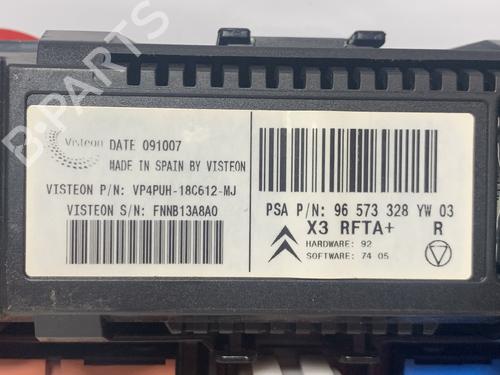 Visteon
DATE 091007
MADE IN SPAIN BY VISTEON
VISTEON P/N: VP4PUH-18C612-MJ
VISTEON S/N: FNNB13A8A0
PSA P/N: 96 573 328 YW 03
X3 RFTA+ R
HARDWARE: 92
SOFTWARE: 74 05
B-PARTS